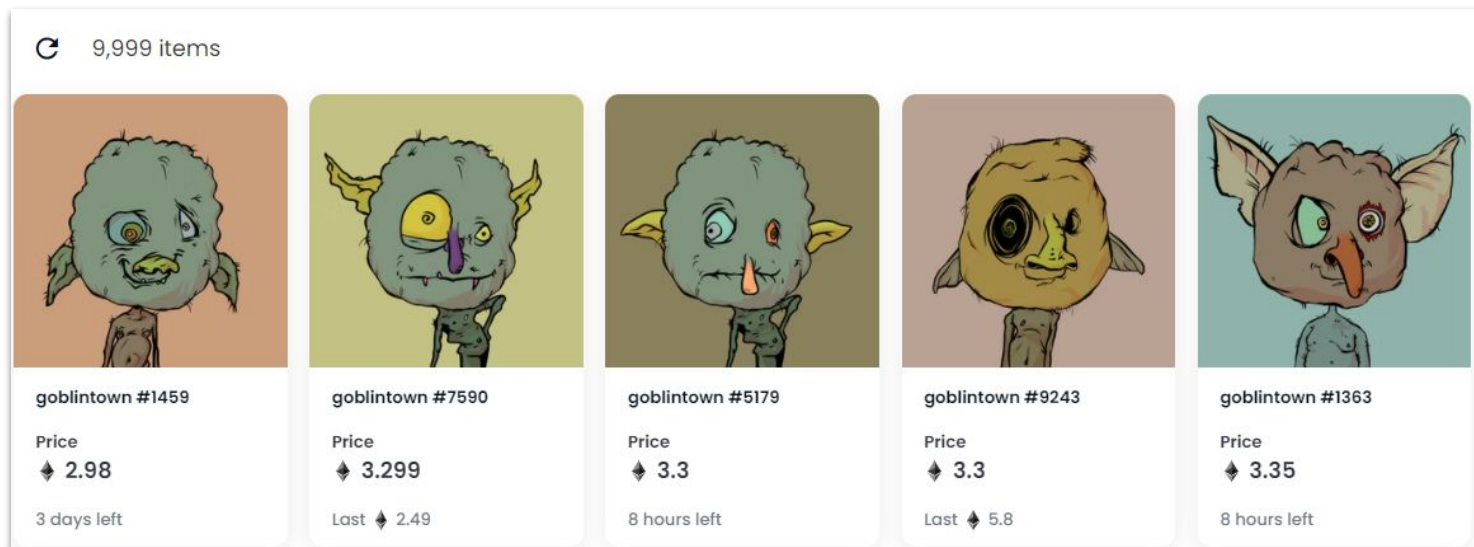 9,999 items
goblintown #1459
Price
2.98
3 days left
goblintown #7590
Price
3.299
Last 2.49
goblintown #5179
Price
3.3
8 hours left
goblintown #9243
Price
3.3
Last 5.8
goblintown #1363
Price
3.35
8 hours left